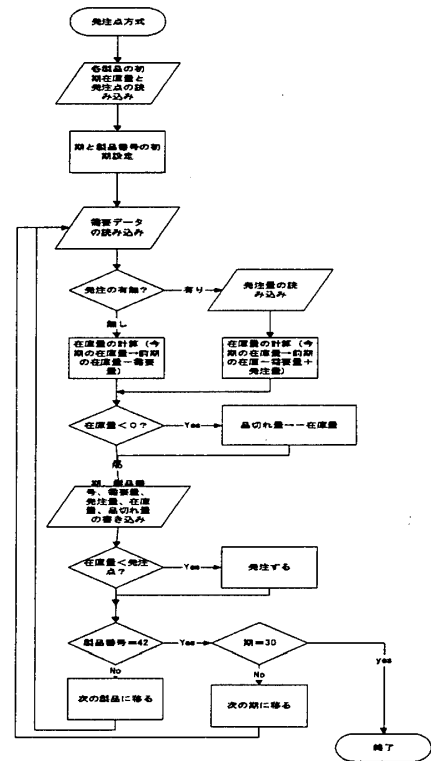 発注点方式
各製品の初
期在庫量と
発注点の読
み込み
期と製品番号の初
期設定
需要データ
の読み込み
発注の有無?
有り
発注量の読
み込み
無し
在庫量の計算(今
期の在庫量→前期
の在庫量ー需要
量)
在庫量の計算(今
期の在庫量→前期
の在庫ー需要量+
発注量)
在庫量<0?
Yes
品切れ量→ー在庫量
期、製品番
号、需要量、
発注量、在庫
量、品切れ量
の書き込み
在庫量<発注
点?
Yes
発注する
製品番号=42
Yes
期=30
yes
No
No
次の製品に移る
次の期に移る
終了